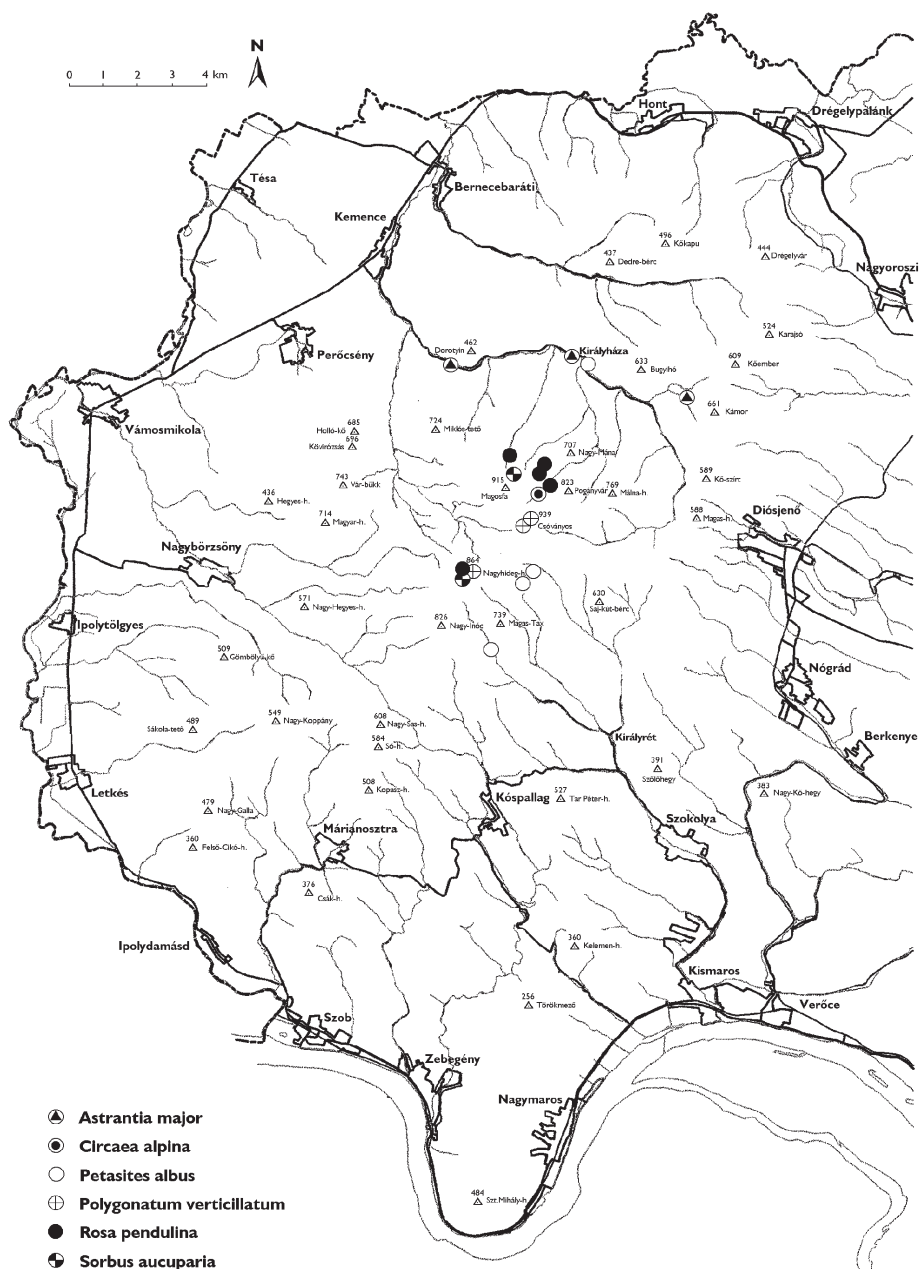 N
0 1 2 3 4 km
Hont
Drégelypalánk
Tésa
Bernecebaráti
Kemence
496
Kőkapu
437
Dedre-bérc
444
Drégelyvár
Nagyoroszi
524
Karajsó
Perőcsény
462
Dorotyin
Királyháza
633
Bugyihó
609
Kőember
661
Kámor
Vámosmikola
685
Holló-kő
696
Kővirózsás
724
Miklós-tető
707
Nagy-Mána
743
Vár-bükk
915
Magosfa
823
Pogányvár
769
Málna-h.
589
Kő-szirt
436
Hegyes-h.
714
Magyar-h.
939
Csóványos
588
Magas-h.
Diósjenő
Nagybörzsöny
864
Nagyhideg-h.
571
Nagy-Hegyes-h.
630
Saj-kút-bérc
Ipolytölgyes
826
Nagy-Inóc
739
Magas-Tax
509
Gömbölyű-kő
Nógrád
489
Sákola-tető
549
Nagy-Koppány
608
Nagy-Sas-h.
584
Só-h.
Királyrét
Berkenye
391
Szőlőhegy
Letkés
508
Kopasz-h.
Kóspallag
527
Tar Péter-h.
383
Nagy-Kő-hegy
479
Nagy-Galla
Márianosztra
Szokolya
360
Felső-Cikó-h.
376
Csák-h.
Ipolydamásd
360
Kelemen-h.
Kismaros
256
Törökmező
Verőce
Szob
Zebegény
Nagymaros
484
Szt.Mihály-h.
Astrantia major
Circaea alpina
Petasites albus
Polygonatum verticillatum
Rosa pendulina
Sorbus aucuparia